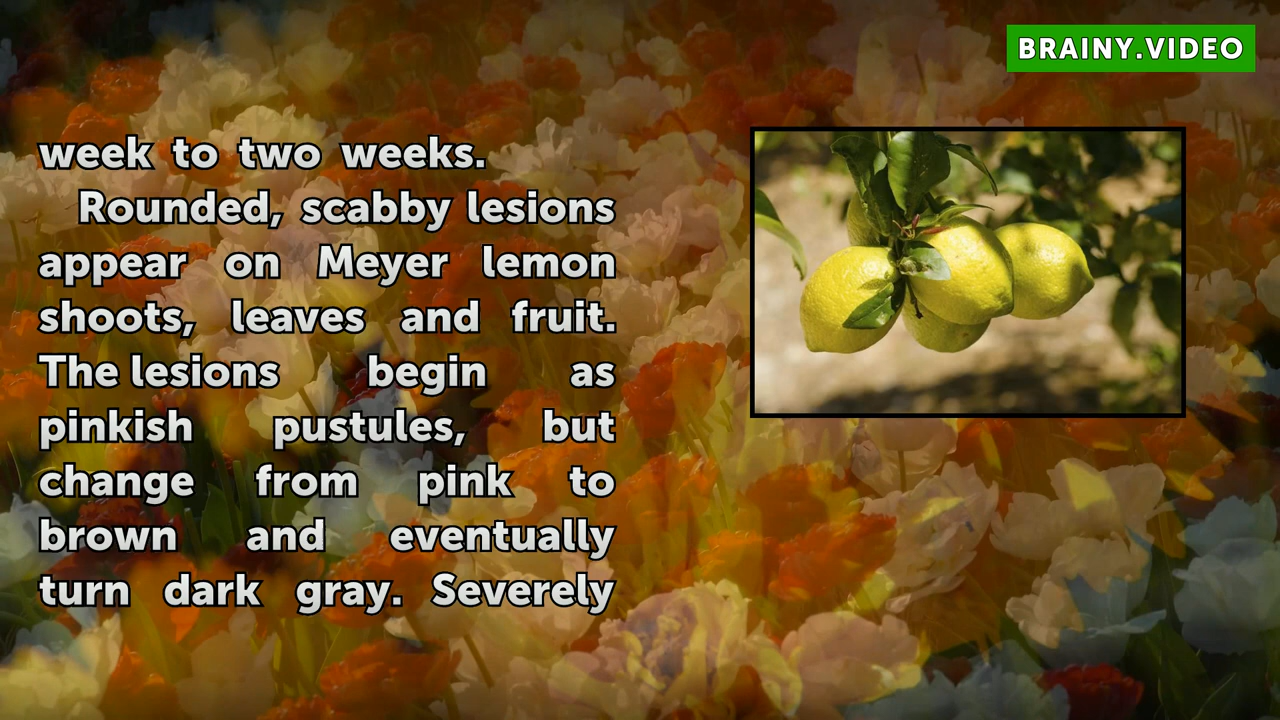 BRAINY.VIDEO
week to two weeks.
Rounded, scabby lesions
appear on Meyer lemon
shoots, leaves and fruit.
The lesions begin as
pinkish pustules, but
change from pink to
brown and eventually
turn dark gray. Severely